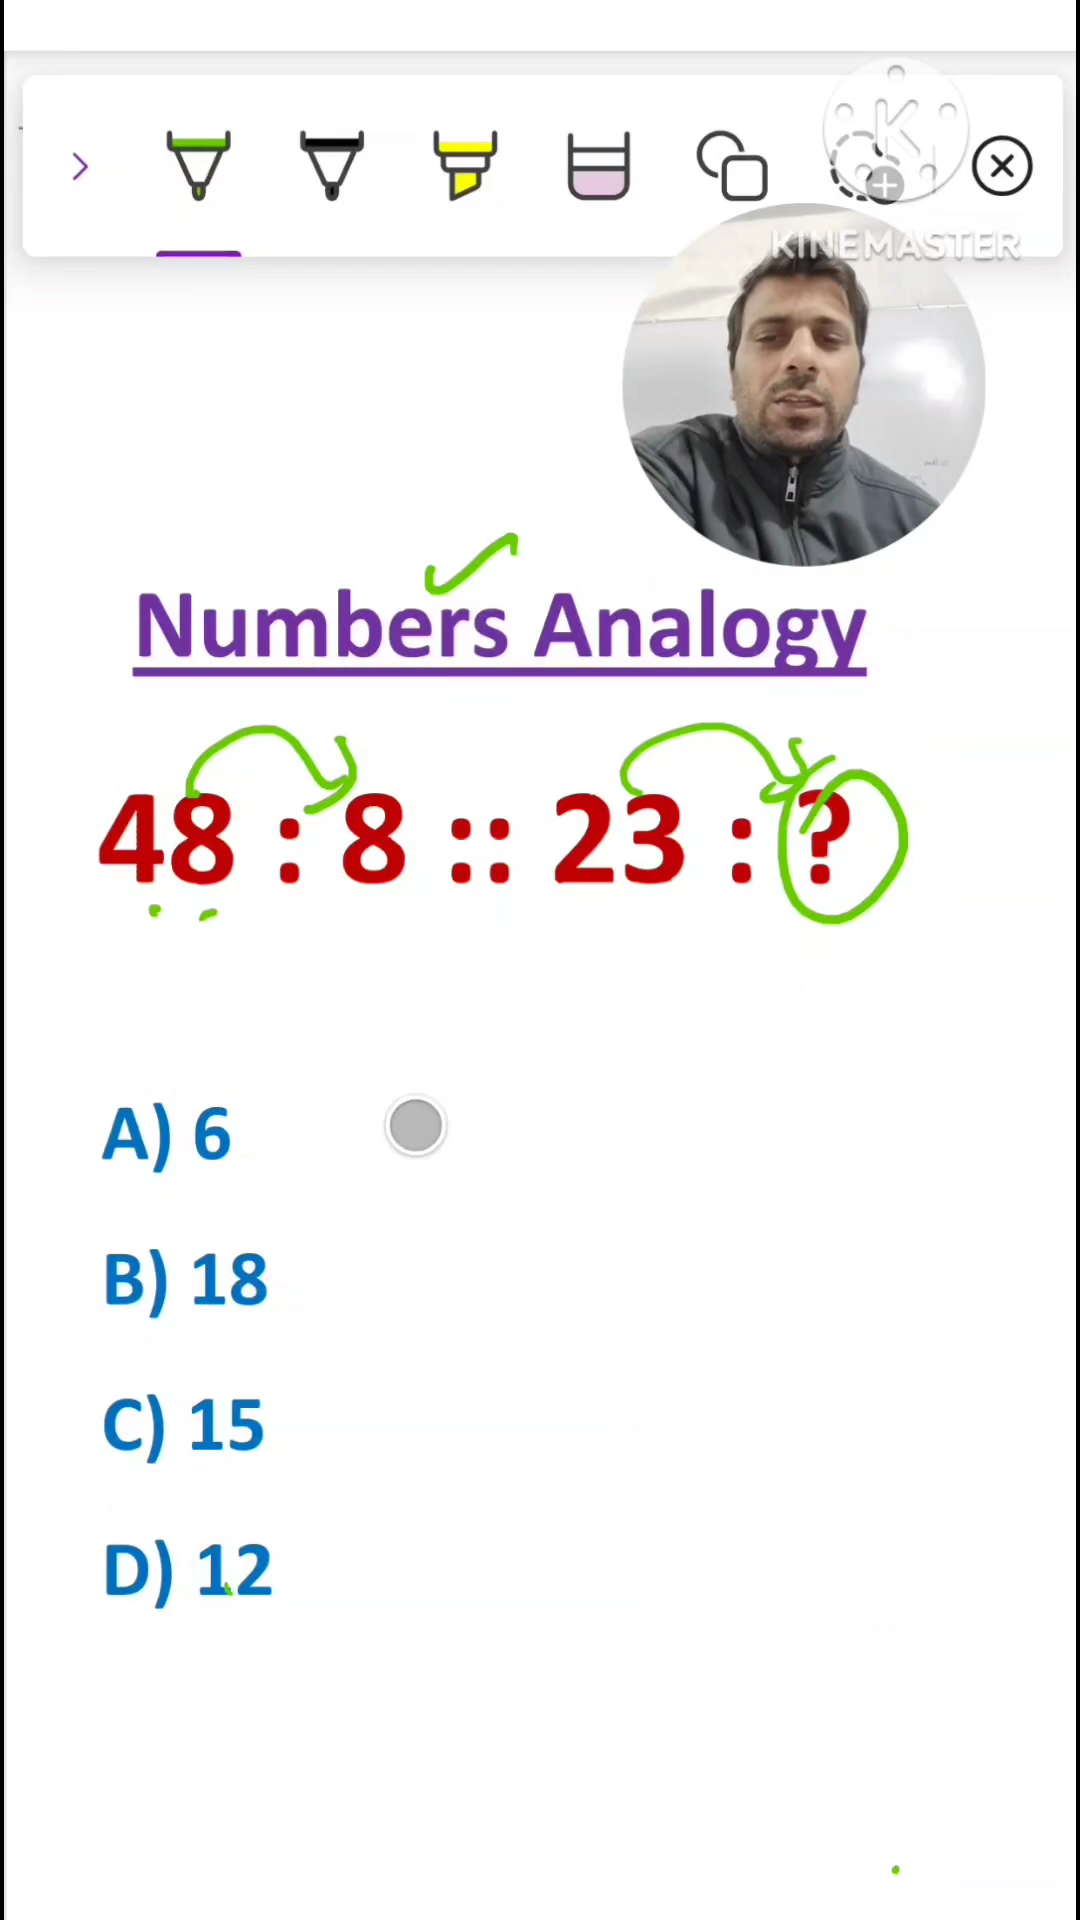 K
KINEMASTER
Numbers Analogy
48 : 8 :: 23 : ?
A) 6
B) 18
C) 15
D) 12